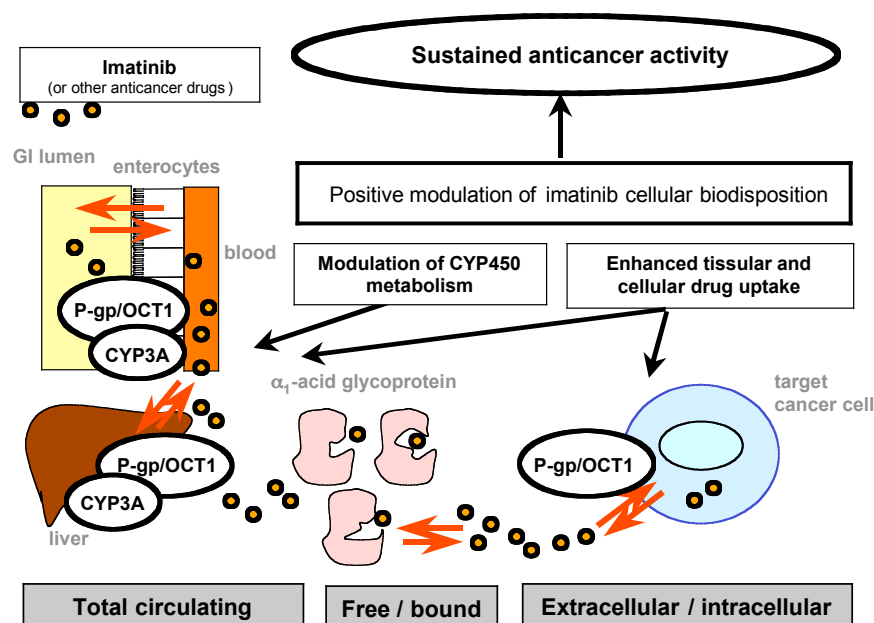 Sustained anticancer activity
Imatinib
(or other anticancer drugs)
GI lumen
enterocytes
Positive modulation of imatinib cellular biodisposition
blood
Modulation of CYP450
metabolism
Enhanced tissular and
cellular drug uptake
P-gp/OCT1
CYP3A
α1-acid glycoprotein
target
cancer cell
P-gp/OCT1
CYP3A
liver
P-gp/OCT1
Total circulating
Free / bound
Extracellular / intracellular